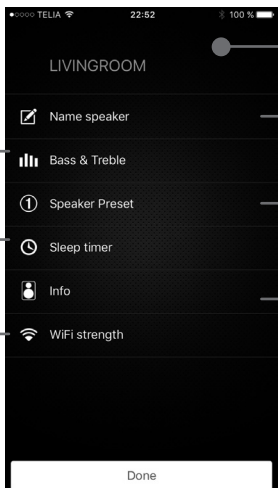 TELIA 22:52 100 %
LIVINGROOM
Name speaker
Bass & Treble
1 Speaker Preset
Sleep timer
Info
WiFi strength
Done